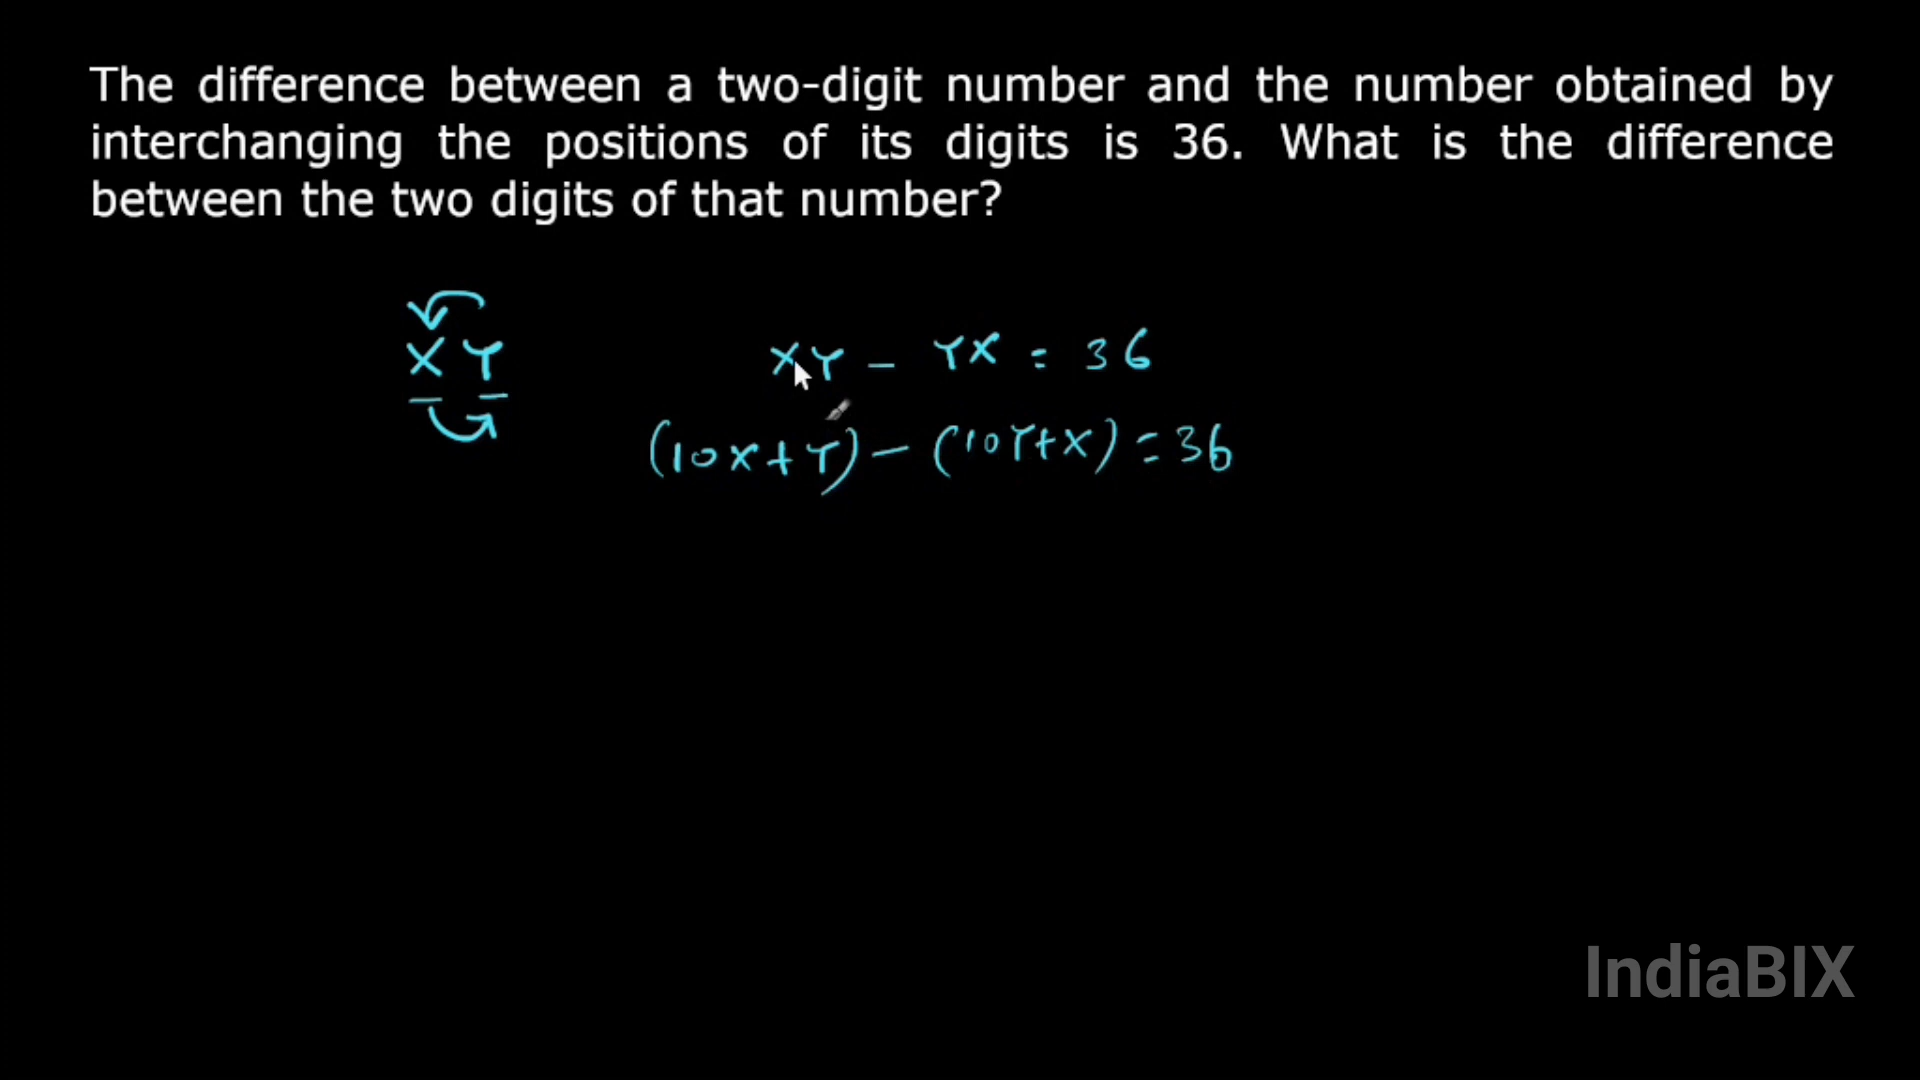 The difference between a two-digit number and the number obtained by
interchanging the positions of its digits is 36. What is the difference
between the two digits of that number?
X Y
XY - YX = 36
(10X+Y) - (10Y+X) = 36
IndiaBIX